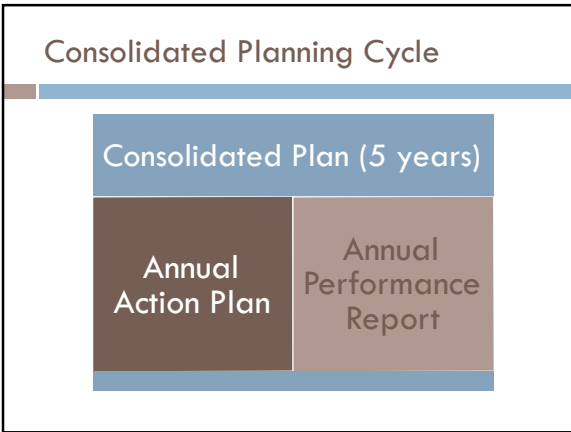 Consolidated Planning Cycle
Consolidated Plan (5 years)
Annual
Action Plan
Annual
Performance
Report